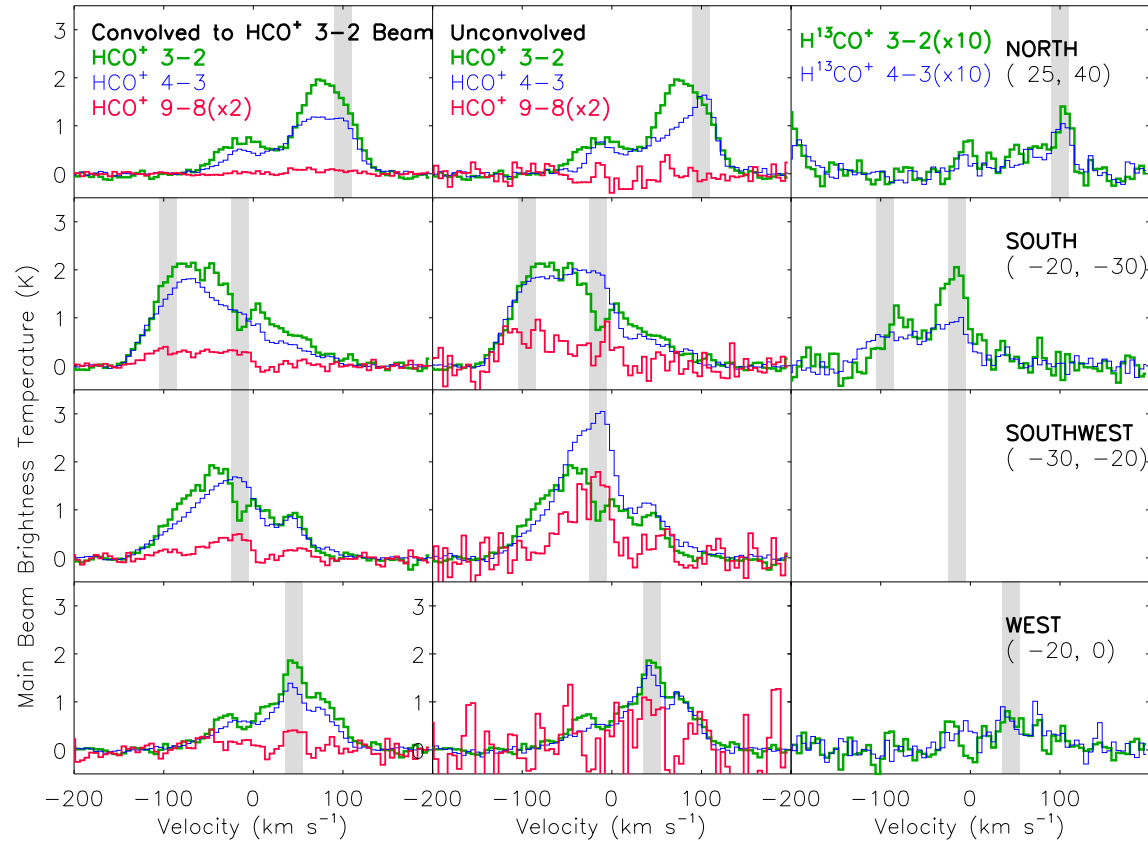 Convolved to HCO⁺ 3-2 Beam
HCO⁺ 3-2
HCO⁺ 4-3
HCO⁺ 9-8(x2)
Unconvolved
HCO⁺ 3-2
HCO⁺ 4-3
HCO⁺ 9-8(x2)
H¹³CO⁺ 3-2(x10)
H¹³CO⁺ 4-3(x10)
NORTH
( 25, 40)
SOUTH
( -20, -30)
SOUTHWEST
( -30, -20)
WEST
( -20, 0)
Main Beam Brightness Temperature (K)
3
2
1
0
3
2
1
0
3
2
1
0
3
2
1
0
3
2
1
0
-200 -100 0 100
-200 -100 0 100
-200 -100 0 100
Velocity (km s⁻¹)
Velocity (km s⁻¹)
Velocity (km s⁻¹)